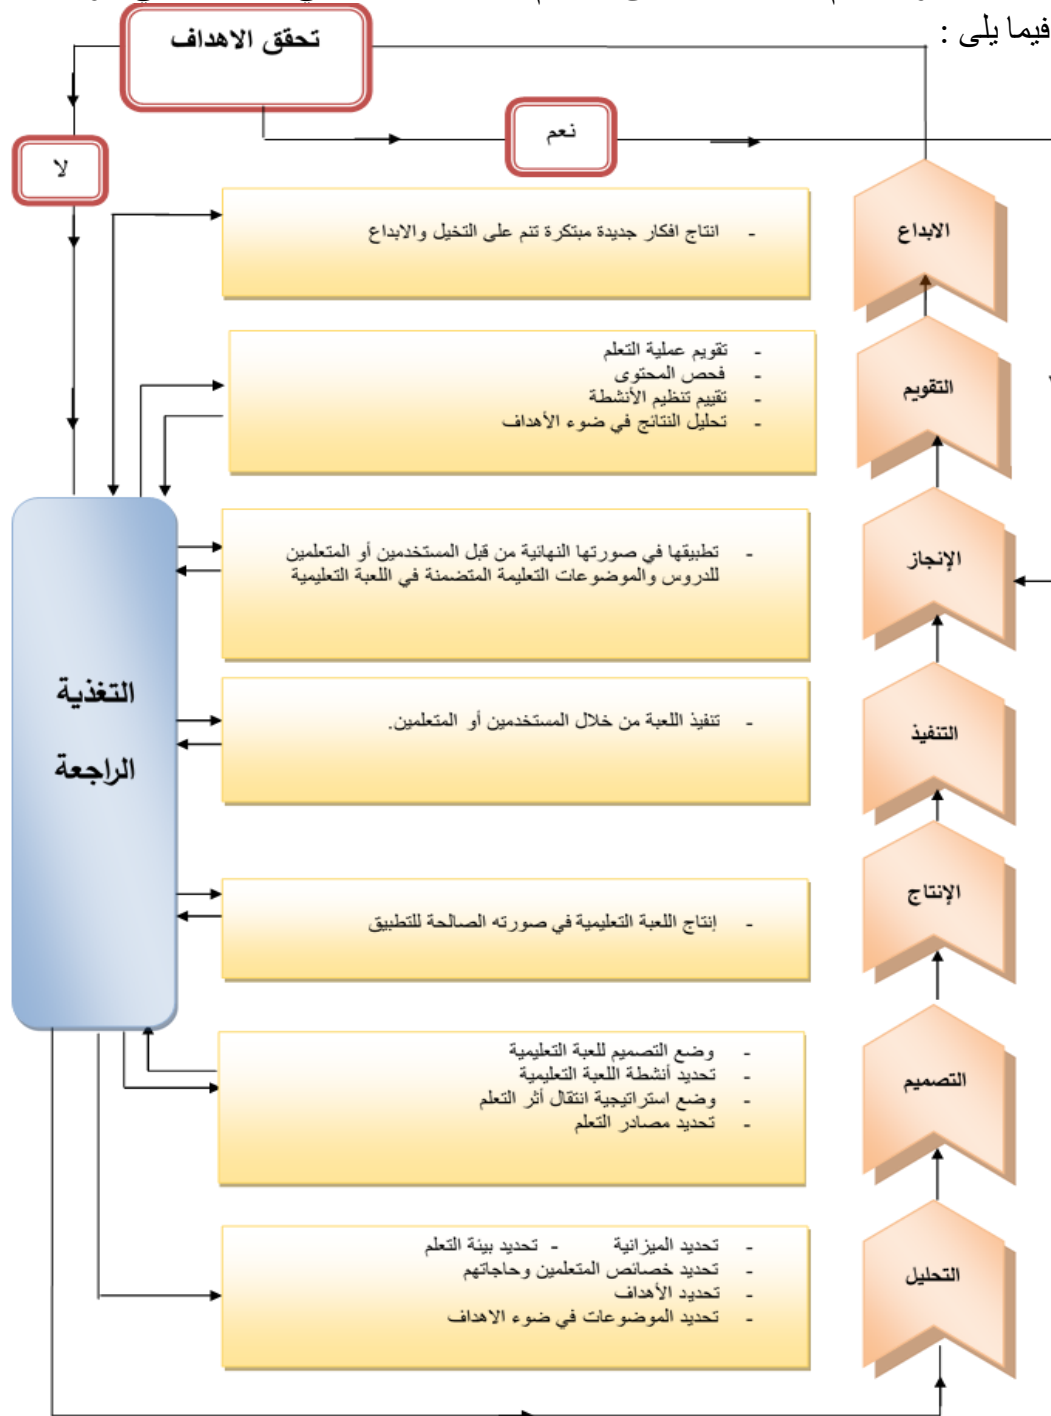 فيما يلى :
تحقق الاهداف
نعم
لا
الابداع
- انتاج افكار جديدة مبتكرة تنم على التخيل والابداع
التقويم
- تقويم عملية التعلم
- فحص المحتوى
- تقييم تنظيم الأنشطة
- تحليل النتائج في ضوء الأهداف
الإنجاز
- تطبيقها في صورتها النهائية من قبل المستخدمين أو المتعلمين
للدروس والموضوعات التعليمة المتضمنة في اللعبة التعليمية
التنفيذ
- تنفيذ اللعبة من خلال المستخدمين أو المتعلمين.
التغذية
الراجعة
الإنتاج
- إنتاج اللعبة التعليمية في صورته الصالحة للتطبيق
التصميم
- وضع التصميم للعبة التعليمية
- تحديد أنشطة اللعبة التعليمية
- وضع استراتيجية انتقال أثر التعلم
- تحديد مصادر التعلم
التحليل
- تحديد الميزانية - تحديد بيئة التعلم
- تحديد خصائص المتعلمين وحاجاتهم
- تحديد الأهداف
- تحديد الموضوعات في ضوء الاهداف